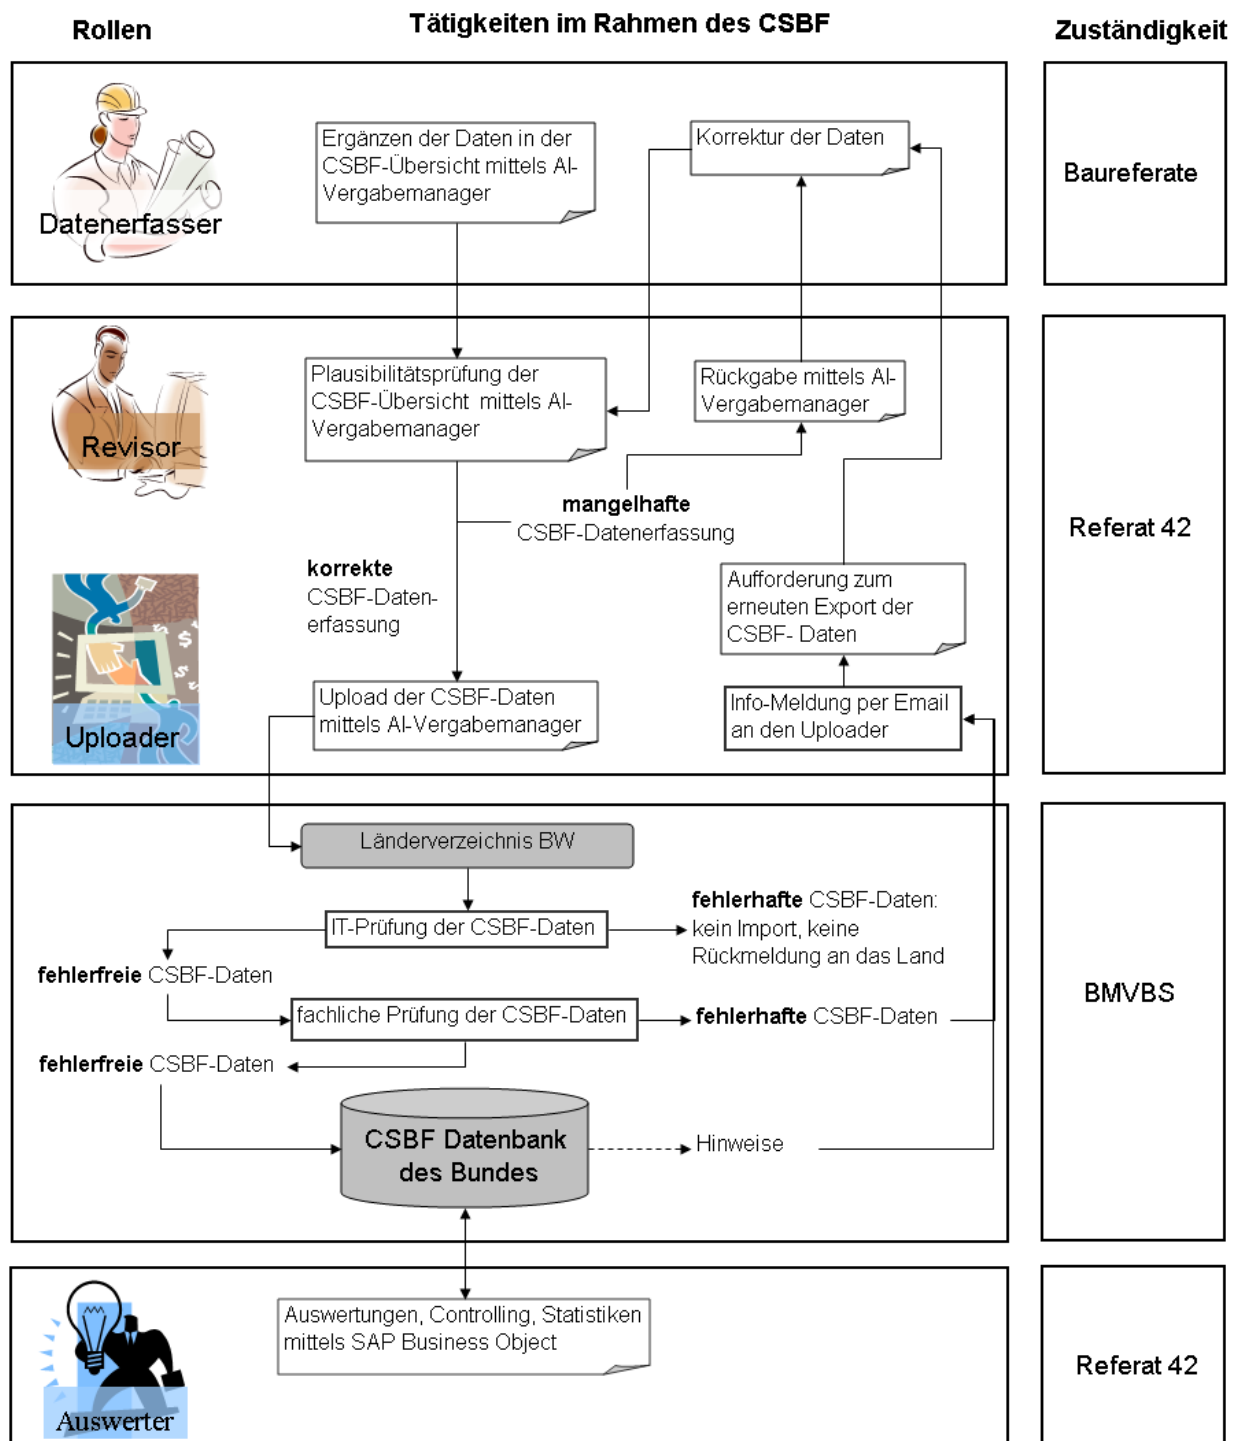 Rollen
Tätigkeiten im Rahmen des CSBF
Zuständigkeit
Datenerfasser
Ergänzen der Daten in der
CSBF-Übersicht mittels AI-
Vergabemanager
Korrektur der Daten
Baureferate
Revisor
Plausibilitätsprüfung der
CSBF-Übersicht mittels AI-
Vergabemanager
Rückgabe mittels AI-
Vergabemanager
mangelhafte
CSBF-Datenerfassung
Referat 42
korrekte
CSBF-Daten-
erfassung
Aufforderung zum
erneuten Export der
CSBF- Daten
Uploader
Upload der CSBF-Daten
mittels AI-Vergabemanager
Info-Meldung per Email
an den Uploader
Länderverzeichnis BW
IT-Prüfung der CSBF-Daten
fehlerhafte CSBF-Daten:
kein Import, keine
Rückmeldung an das Land
fehlerfreie CSBF-Daten
BMVBS
fachliche Prüfung der CSBF-Daten
fehlerhafte CSBF-Daten
fehlerfreie CSBF-Daten
CSBF Datenbank
des Bundes
Hinweise
Auswertungen, Controlling, Statistiken
mittels SAP Business Object
Auswerter
Referat 42